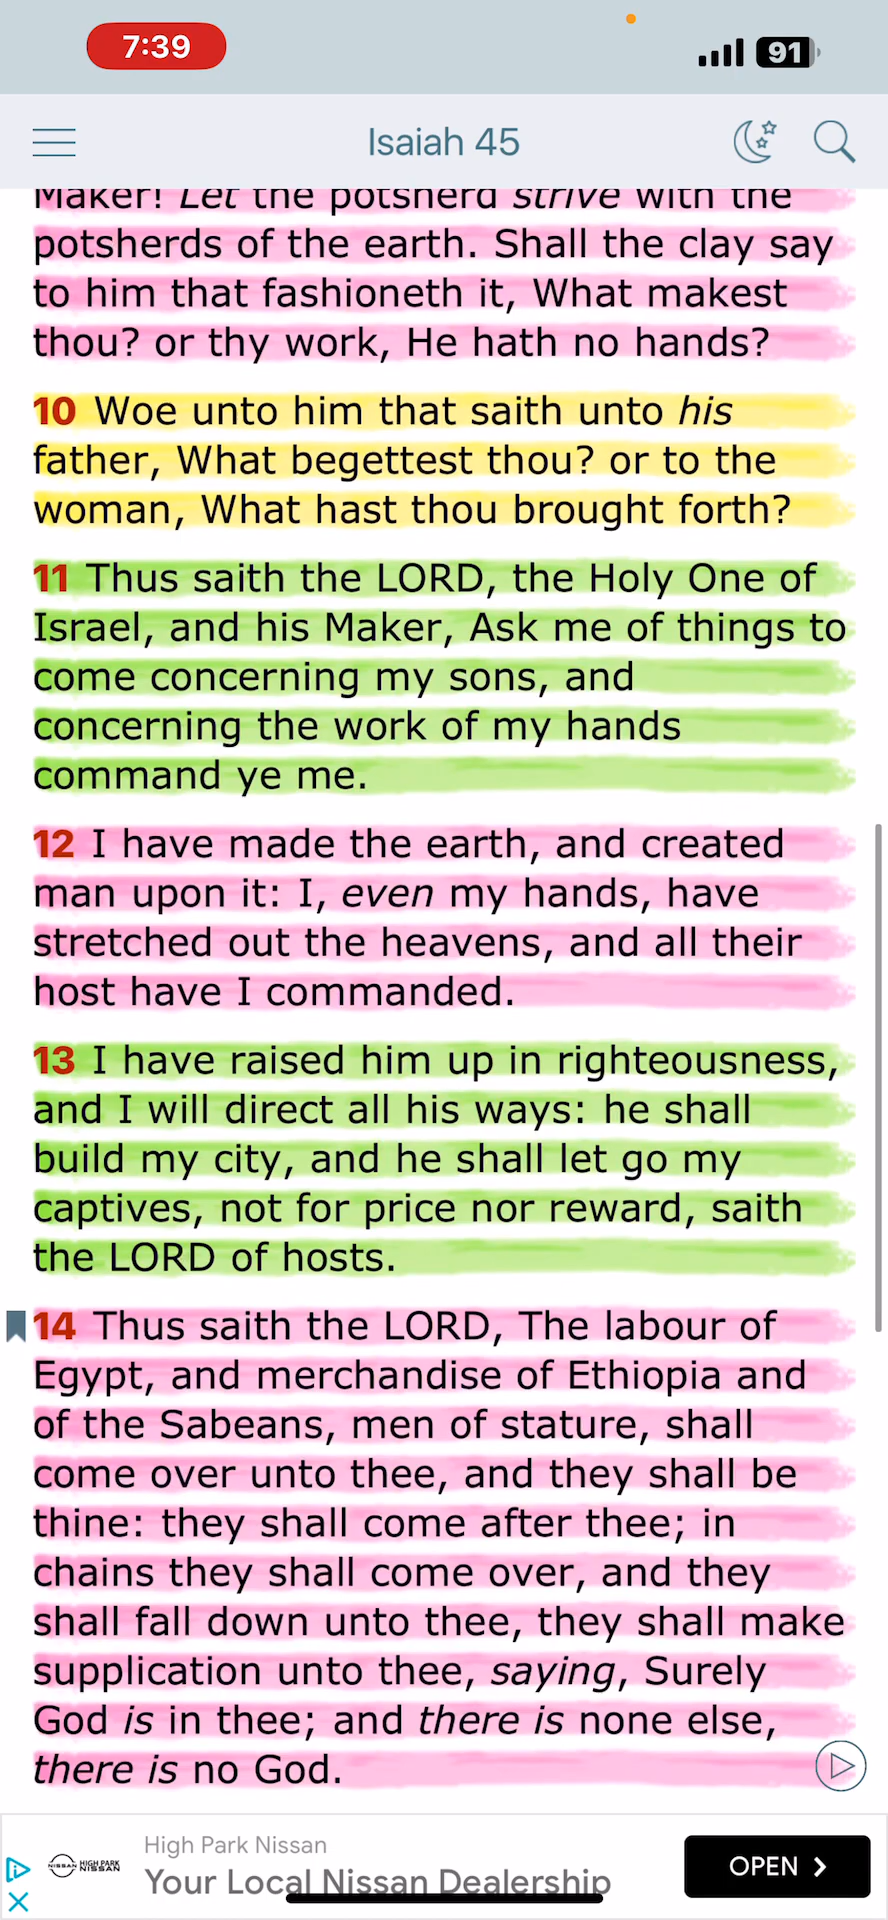 7:39
91
Isaiah 45
Maker! Let the potsherd strive with the
potsherds of the earth. Shall the clay say
to him that fashioneth it, What makest
thou? or thy work, He hath no hands?
10 Woe unto him that saith unto his
father, What begettest thou? or to the
woman, What hast thou brought forth?
11 Thus saith the LORD, the Holy One of
Israel, and his Maker, Ask me of things to
come concerning my sons, and
concerning the work of my hands
command ye me.
12 I have made the earth, and created
man upon it: I, even my hands, have
stretched out the heavens, and all their
host have I commanded.
13 I have raised him up in righteousness,
and I will direct all his ways: he shall
build my city, and he shall let go my
captives, not for price nor reward, saith
the LORD of hosts.
14 Thus saith the LORD, The labour of
Egypt, and merchandise of Ethiopia and
of the Sabeans, men of stature, shall
come over unto thee, and they shall be
thine: they shall come after thee; in
chains they shall come over, and they
shall fall down unto thee, they shall make
supplication unto thee, saying, Surely
God is in thee; and there is none else,
there is no God.
High Park Nissan
NISSAN HIGH PARK NISSAN
Your Local Nissan Dealership
OPEN